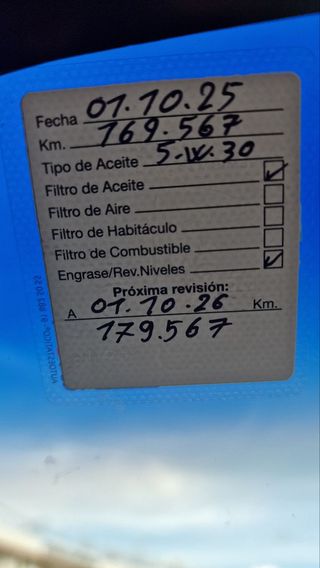 Fecha 01.10.25
Km. 169.567
Tipo de Aceite 5-W-30
Filtro de Aceite ✓
Filtro de Aire
Filtro de Habitáculo
Filtro de Combustible
Engrase/Rev.Niveles ✓
Próxima revisión:
A 01.10.26 Km.
179.567